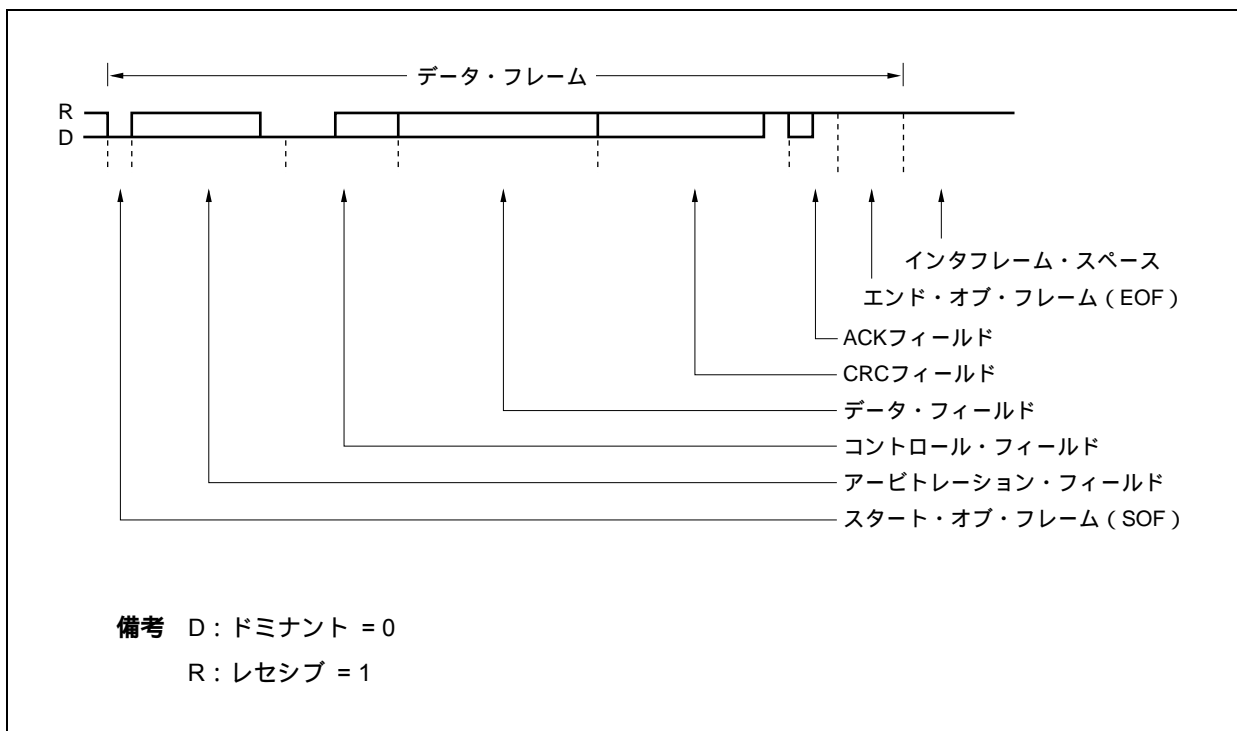 データ・フレーム
R
D
インタフレーム・スペース
エンド・オブ・フレーム（EOF）
ACKフィールド
CRCフィールド
データ・フィールド
コントロール・フィールド
アービトレーション・フィールド
スタート・オブ・フレーム（SOF）
備考 D：ドミナント = 0
R：レセシブ = 1